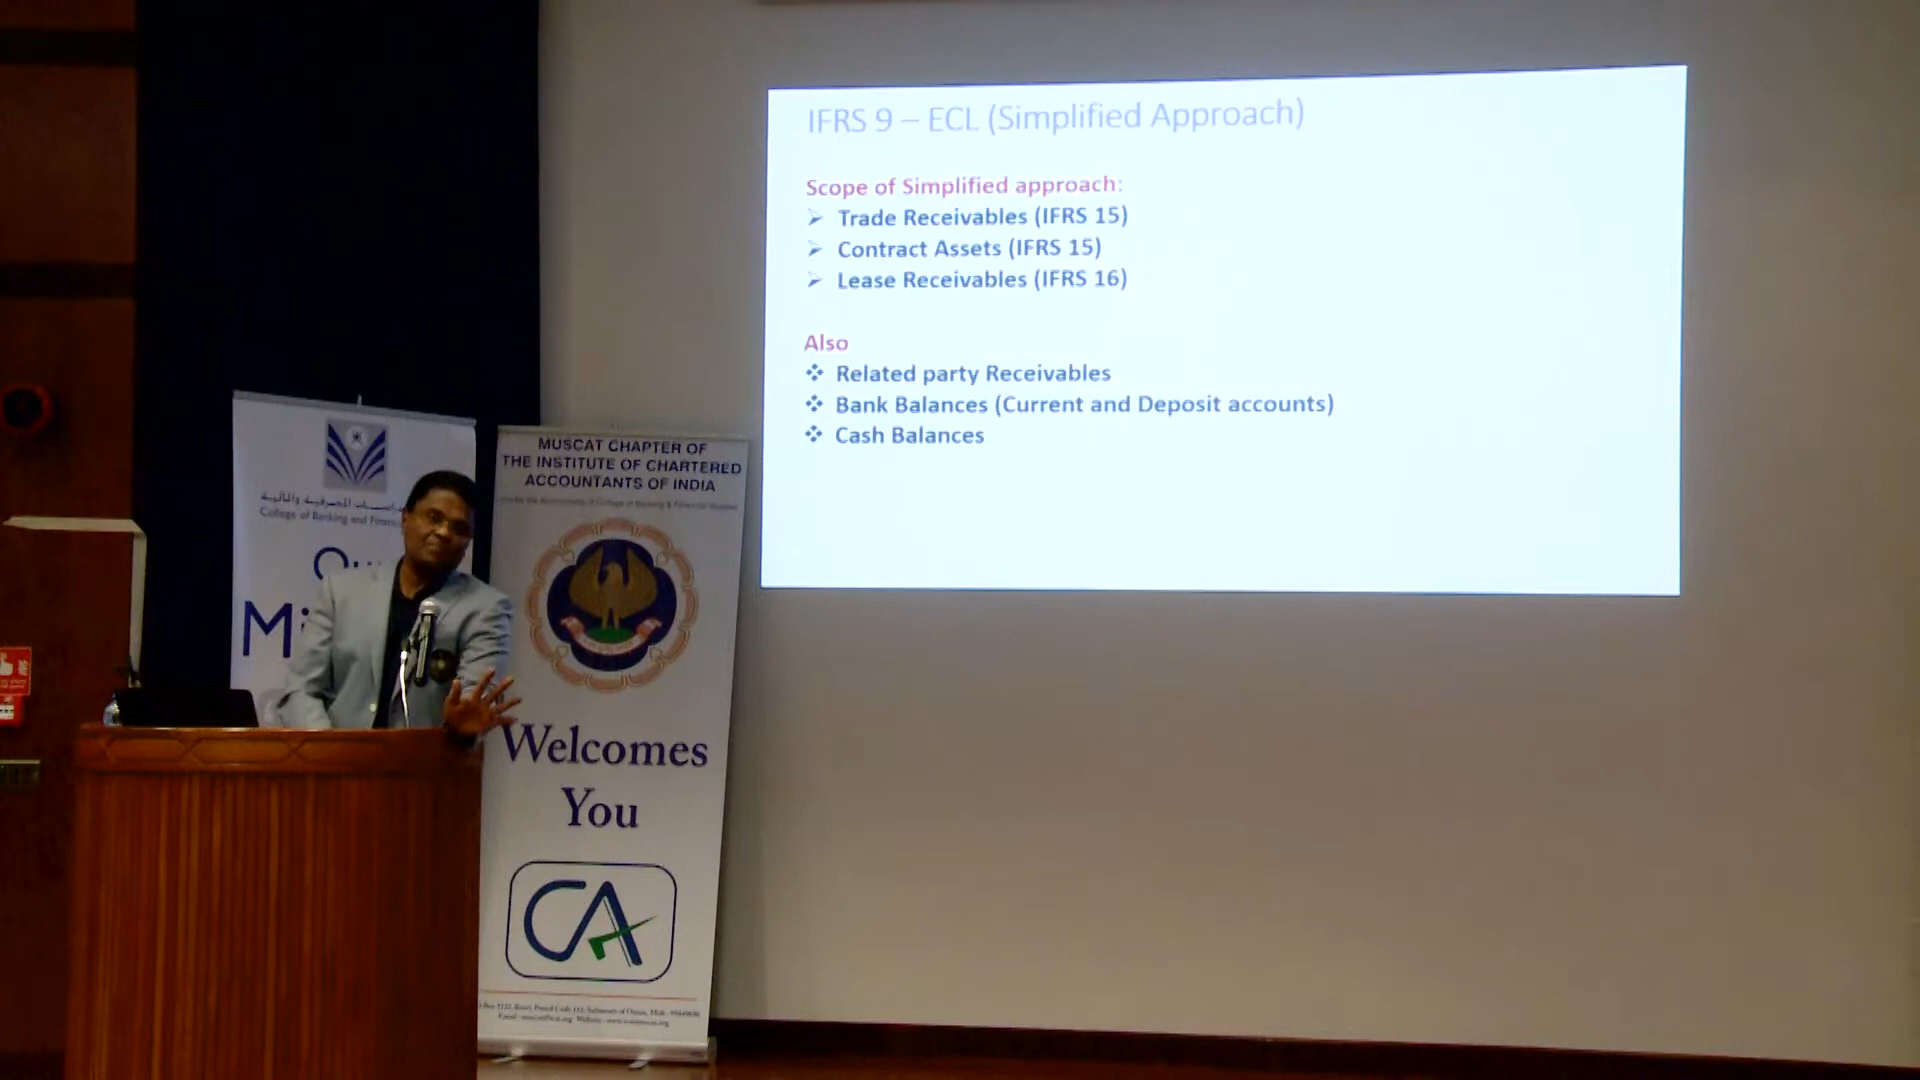 IFRS 9 – ECL (Simplified Approach)
Scope of Simplified approach:
Trade Receivables (IFRS 15)
Contract Assets (IFRS 15)
Lease Receivables (IFRS 16)
Also
Related party Receivables
Bank Balances (Current and Deposit accounts)
Cash Balances
College of Banking and
Mi
MUSCAT CHAPTER OF
THE INSTITUTE OF CHARTERED
ACCOUNTANTS OF INDIA
Welcomes
You
CA